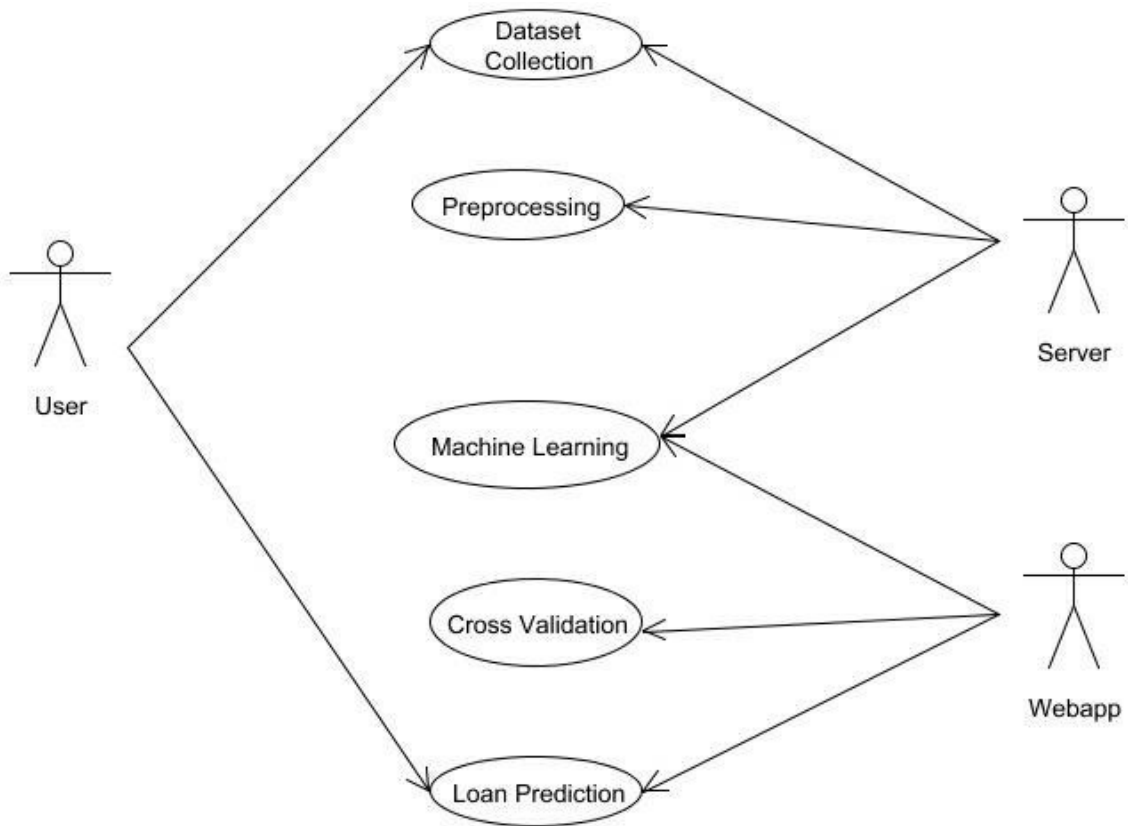 Dataset
Collection
Preprocessing
Server
User
Machine Learning
Cross Validation
Webapp
Loan Prediction